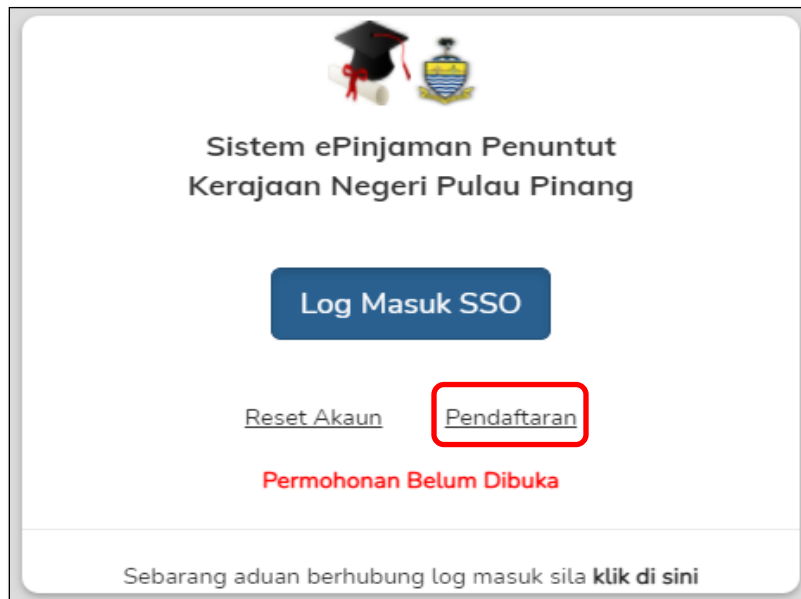 Sistem ePinjaman Penuntut
Kerajaan Negeri Pulau Pinang
Log Masuk SSO
Reset Akaun Pendaftaran
Permohonan Belum Dibuka
Sebarang aduan berhubung log masuk sila klik di sini